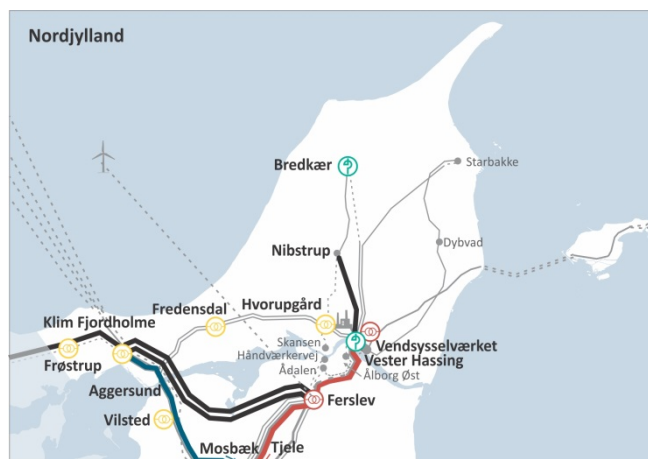 Nordjylland
Bredkær
Starbakke
Nibstrup
Dybvad
Fredensdal
Hvorupgård
Klim Fjordholme
Frøstrup
Skansen
Håndværkervej
Ådalen
Vendsysselværket
Vester Hassing
Ålborg Øst
Aggersund
Ferslev
Vilsted
Mosbæk
Tjele